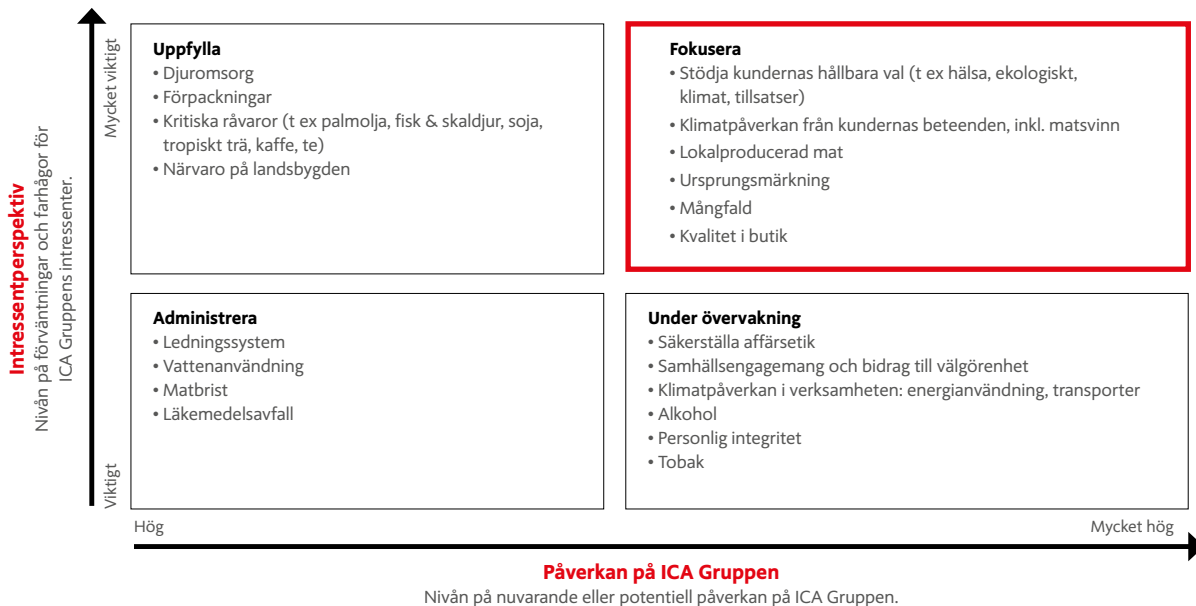 Intressentperspektiv
Nivån på förväntningar och farhågor för
ICA Gruppens intressenter.
Mycket viktigt
Viktigt
Uppfylla
• Djuromsorg
• Förpackningar
• Kritiska råvaror (t ex palmolja, fisk & skaldjur, soja,
tropiskt trä, kaffe, te)
• Närvaro på landsbygden
Fokusera
• Stödja kundernas hållbara val (t ex hälsa, ekologiskt,
klimat, tillsatser)
• Klimatpåverkan från kundernas beteenden, inkl. matsvinn
• Lokalproducerad mat
• Ursprungsmärkning
• Mångfald
• Kvalitet i butik
Administrera
• Ledningssystem
• Vattenanvändning
• Matbrist
• Läkemedelsavfall
Under övervakning
• Säkerställa affärsetik
• Samhällsengagemang och bidrag till välgörenhet
• Klimatpåverkan i verksamheten: energianvändning, transporter
• Alkohol
• Personlig integritet
• Tobak
Hög
Mycket hög
Påverkan på ICA Gruppen
Nivån på nuvarande eller potentiell påverkan på ICA Gruppen.